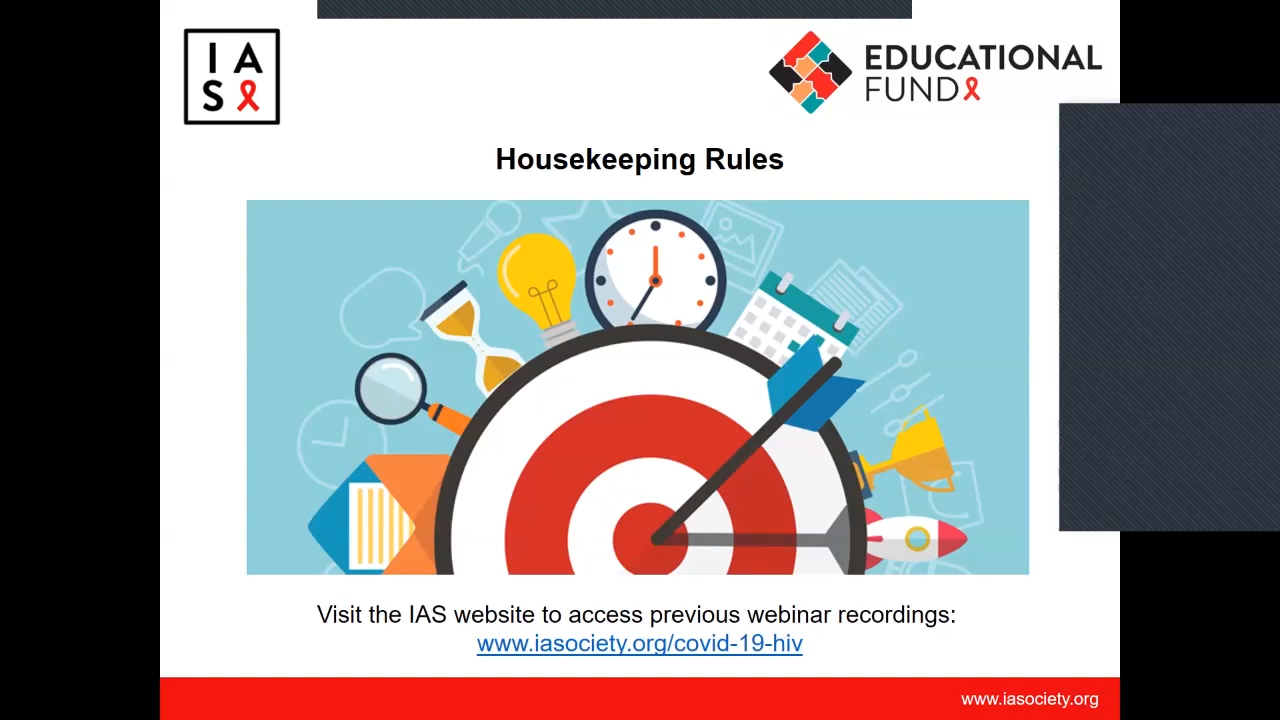 I A
S
EDUCATIONAL
FUND
Housekeeping Rules
Visit the IAS website to access previous webinar recordings:
www.iasociety.org/covid-19-hiv
www.iasociety.org